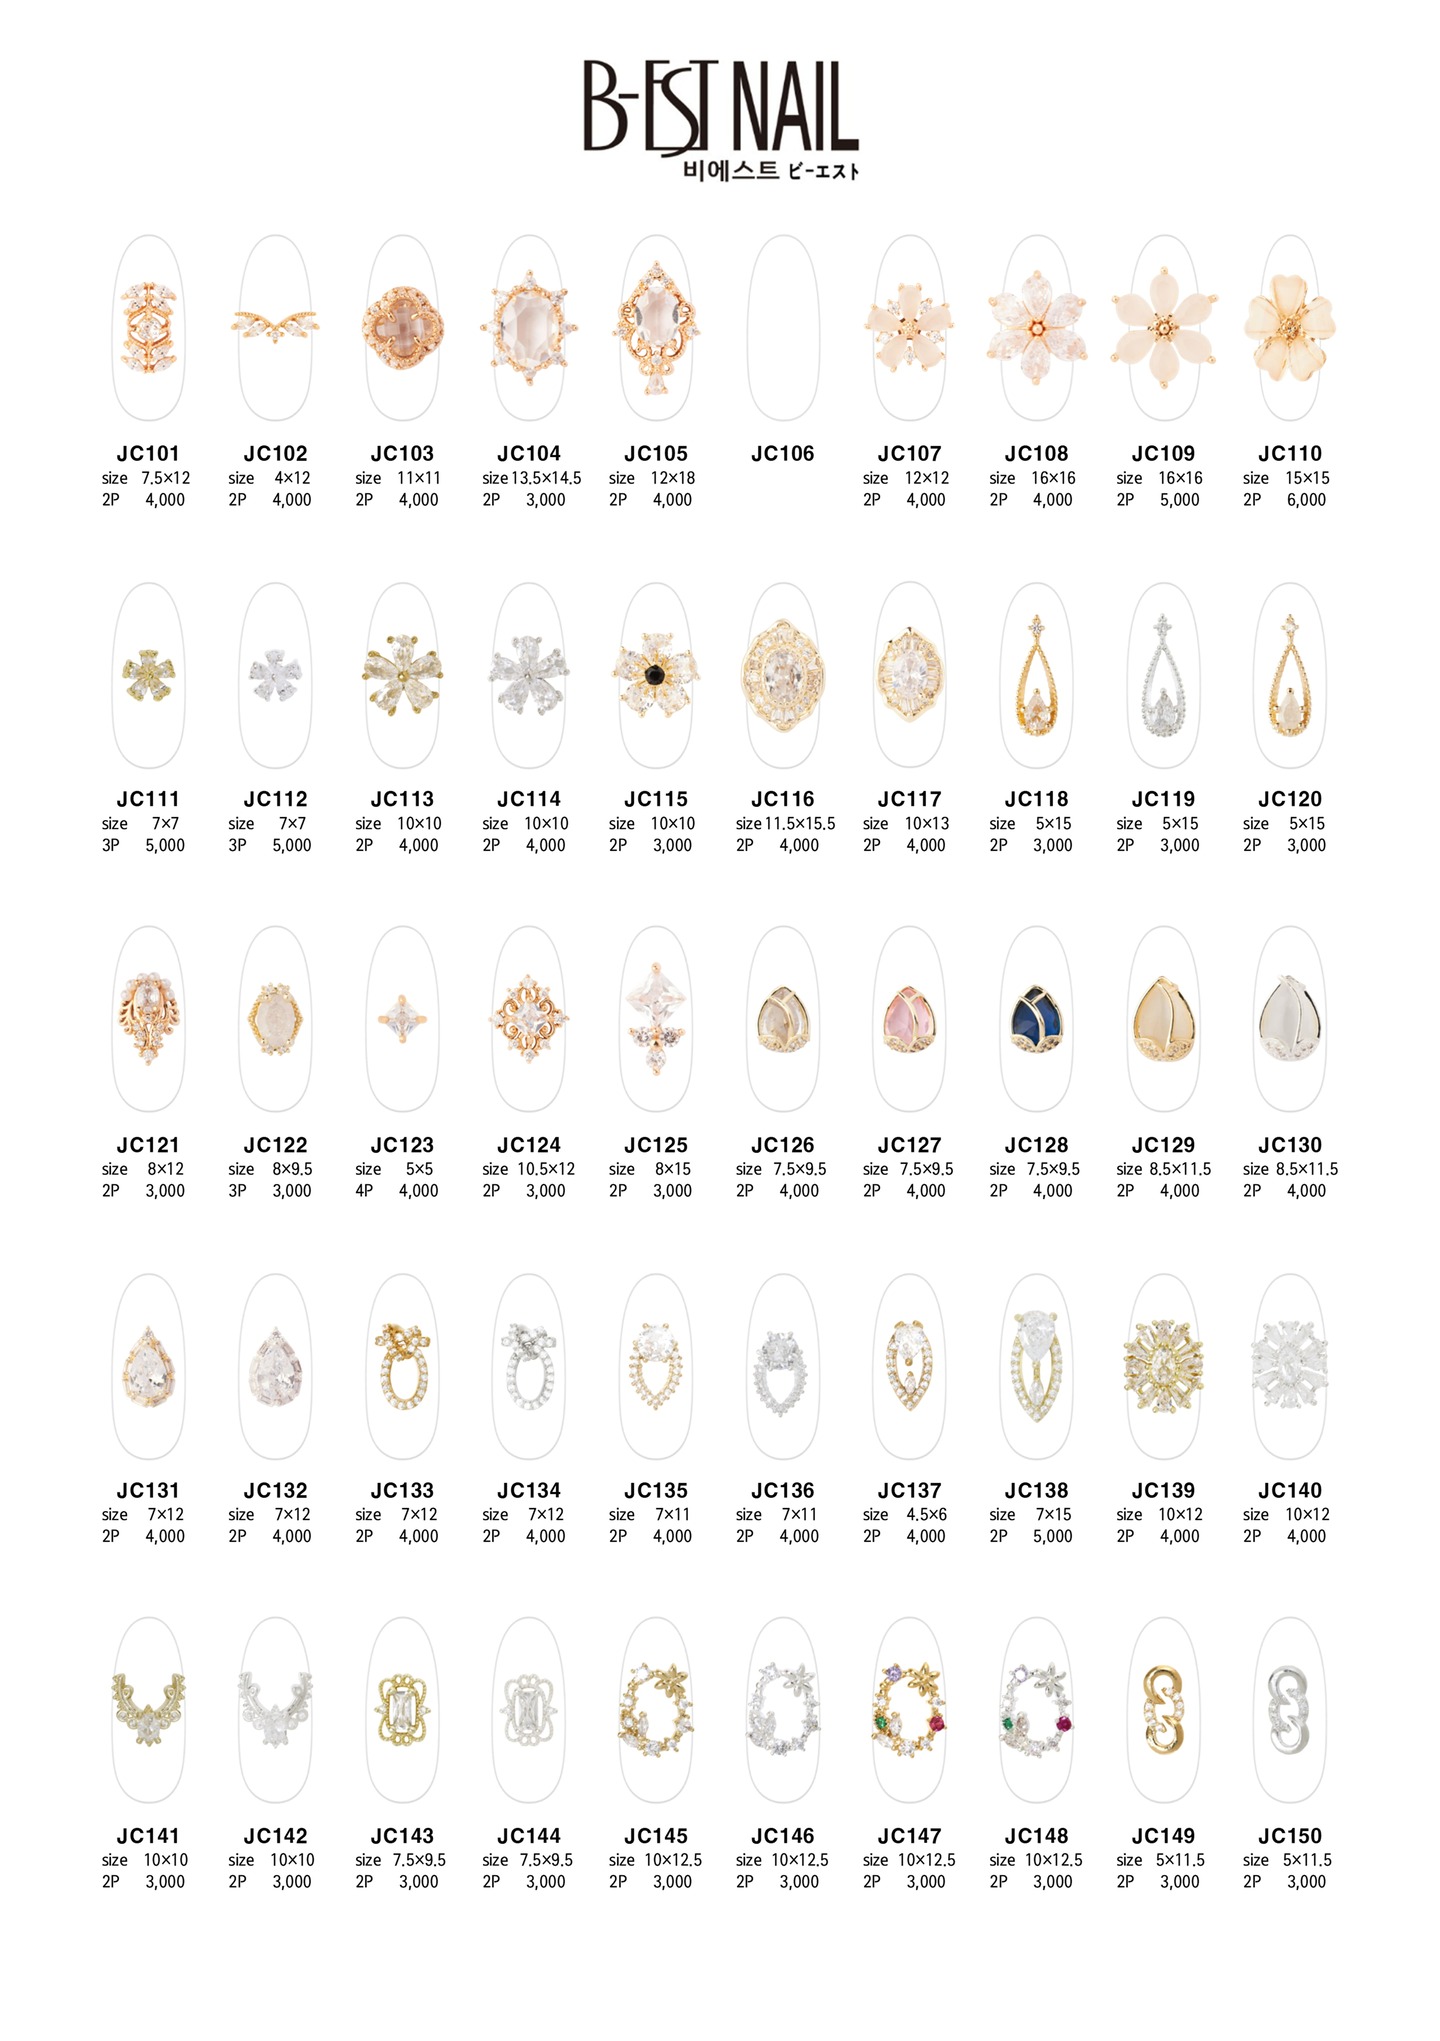 B-EST NAIL
비에스트 ビーエスト
JC101 JC102 JC103 JC104 JC105 JC106 JC107 JC108 JC109 JC110
size 7.5×12 size 4×12 size 11×11 size 13.5×14.5 size 12×18 size 12×12 size 16×16 size 16×16 size 15×15
2P 4,000 2P 4,000 2P 4,000 2P 3,000 2P 4,000 2P 4,000 2P 4,000 2P 5,000 2P 6,000
JC111 JC112 JC113 JC114 JC115 JC116 JC117 JC118 JC119 JC120
size 7×7 size 7×7 size 10×10 size 10×10 size 10×10 size 11.5×15.5 size 10×13 size 5×15 size 5×15 size 5×15
3P 5,000 3P 5,000 2P 4,000 2P 4,000 2P 3,000 2P 4,000 2P 4,000 2P 3,000 2P 3,000 2P 3,000
JC121 JC122 JC123 JC124 JC125 JC126 JC127 JC128 JC129 JC130
size 8×12 size 8×9.5 size 5×5 size 10.5×12 size 8×15 size 7.5×9.5 size 7.5×9.5 size 7.5×9.5 size 8.5×11.5 size 8.5×11.5
2P 3,000 3P 3,000 4P 4,000 2P 3,000 2P 3,000 2P 4,000 2P 4,000 2P 4,000 2P 4,000 2P 4,000
JC131 JC132 JC133 JC134 JC135 JC136 JC137 JC138 JC139 JC140
size 7×12 size 7×12 size 7×12 size 7×12 size 7×11 size 7×11 size 4.5×6 size 7×15 size 10×12 size 10×12
2P 4,000 2P 4,000 2P 4,000 2P 4,000 2P 4,000 2P 4,000 2P 4,000 2P 5,000 2P 4,000 2P 4,000
JC141 JC142 JC143 JC144 JC145 JC146 JC147 JC148 JC149 JC150
size 10×10 size 10×10 size 7.5×9.5 size 7.5×9.5 size 10×12.5 size 10×12.5 size 10×12.5 size 10×12.5 size 5×11.5 size 5×11.5
2P 3,000 2P 3,000 2P 3,000 2P 3,000 2P 3,000 2P 3,000 2P 3,000 2P 3,000 2P 3,000 2P 3,000